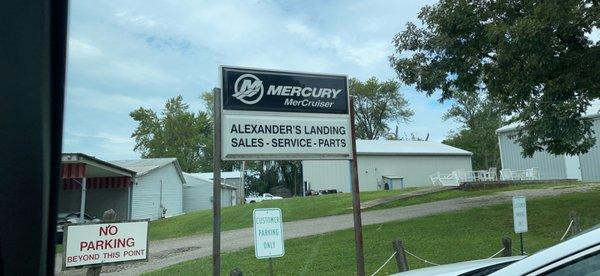 MERCURY
MerCruiser
ALEXANDER'S LANDING
SALES - SERVICE - PARTS
NO
PARKING
BEYOND THIS
POINT
CUSTOMER
PARKING
ONLY